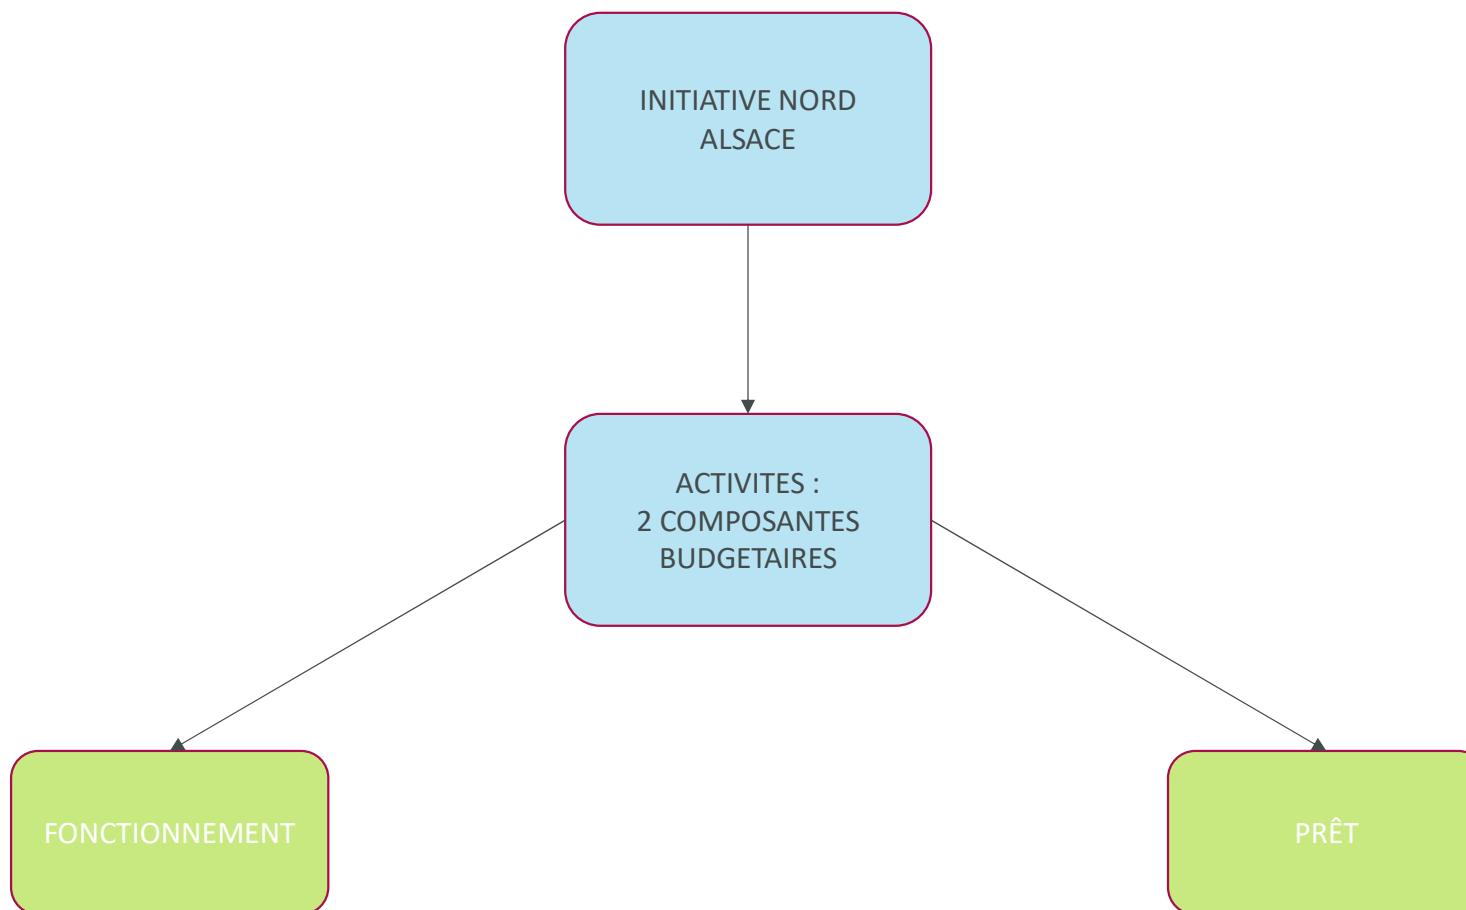 INITIATIVE NORD
ALSACE
ACTIVITES :
2 COMPOSANTES
BUDGETAIRES
FONCTIONNEMENT
PRÊT